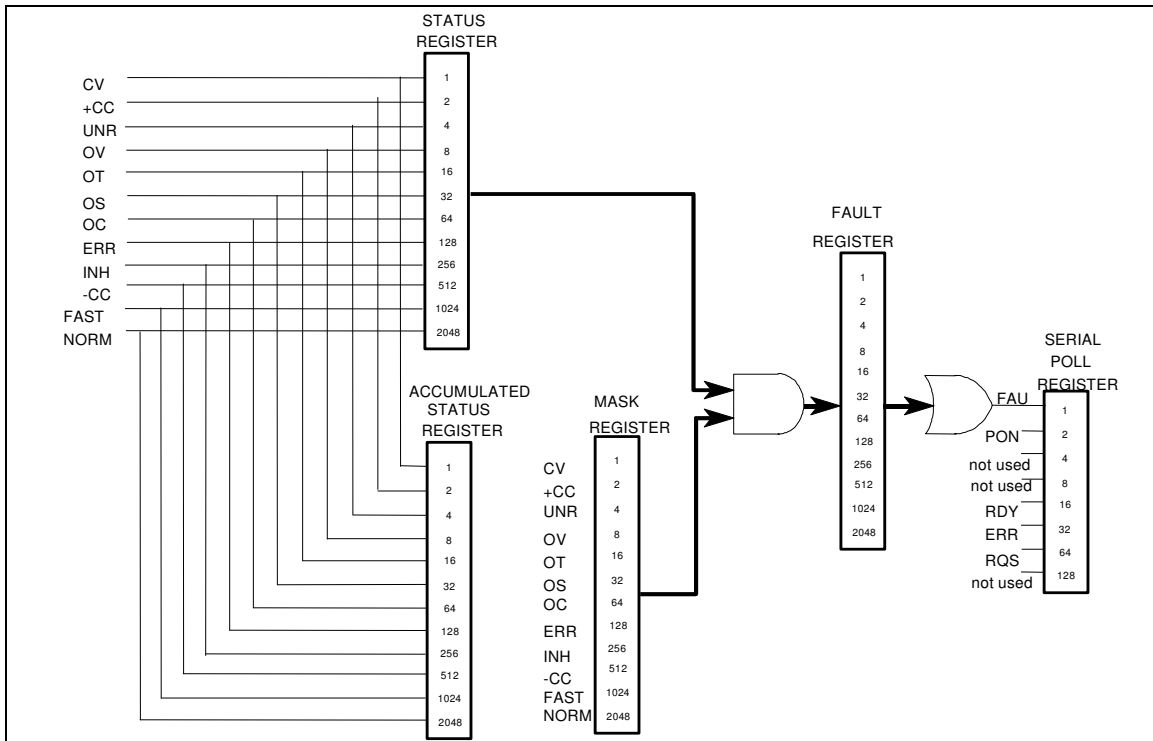 STATUS
REGISTER
CV
+CC
UNR
OV
OT
OS
OC
ERR
INH
-CC
FAST
NORM
1
2
4
8
16
32
64
128
256
512
1024
2048
ACCUMULATED
STATUS
REGISTER
1
2
4
8
16
32
64
128
256
512
1024
2048
MASK
REGISTER
CV
+CC
UNR
OV
OT
OS
OC
ERR
INH
-CC
FAST
NORM
1
2
4
8
16
32
64
128
256
512
1024
2048
FAULT
REGISTER
1
2
4
8
16
32
64
128
256
512
1024
2048
SERIAL
POLL
REGISTER
FAU
PON
not used
not used
RDY
ERR
RQS
not used
1
2
4
8
16
32
64
128